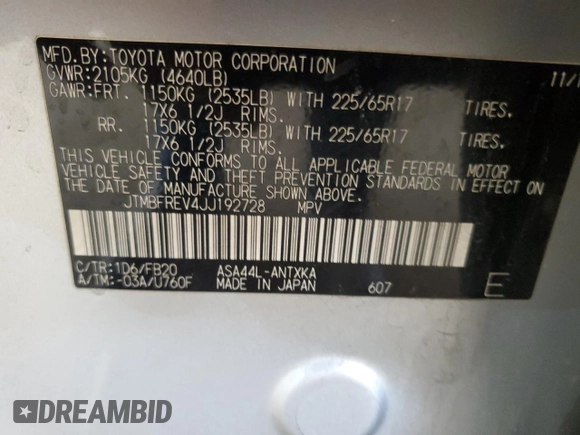 MFD.BY:TOYOTA MOTOR CORPORATION 11/
GVWR:2105KG (4640LB)
GAWR:FRT. 1150KG (2535LB) WITH 225/65R17 TIRES.
17X6 1/2J RIMS.
RR. 1150KG (2535LB) WITH 225/65R17 TIRES.
17X6 1/2J RIMS.
THIS VEHICLE CONFORMS TO ALL APPLICABLE FEDERAL MOTOR
VEHICLE SAFETY AND THEFT PREVENTION STANDARDS IN EFFECT ON
THE DATE OF MANUFACTURE SHOWN ABOVE.
JTMBFREV4JJ192728 MPV
C/TR:1D6/FB20 ASA44L-ANTXKA
A/TM:-03A/U760F MADE IN JAPAN 607 E
DREAMBID